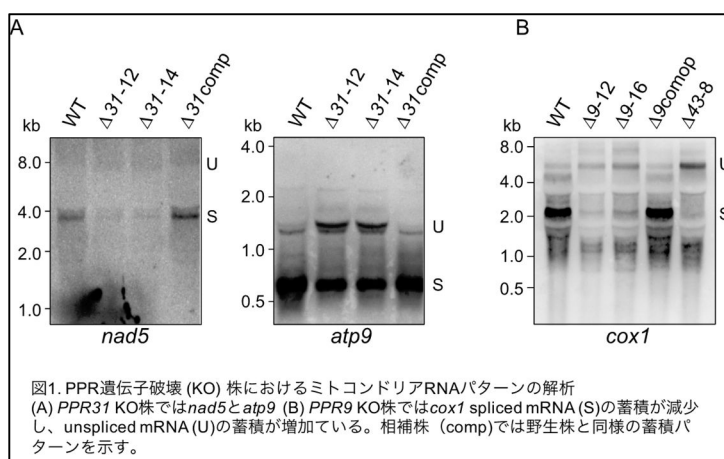 A
B
WT
Δ31-12
Δ31-14
Δ31comp
WT
Δ31-12
Δ31-14
Δ31comp
WT
Δ9-12
Δ9-16
Δ9comop
Δ43-8
kb
8.0
4.0
2.0
1.0
U
S
nad5
kb
4.0
2.0
1.0
0.5
U
S
atp9
kb
8.0
4.0
2.0
1.0
0.5
U
S
cox1
図1. PPR遺伝子破壊 (KO) 株におけるミトコンドリアRNAパターンの解析
(A) PPR31 KO株ではnad5とatp9 (B) PPR9 KO株ではcox1 spliced mRNA (S)の蓄積が減少
し、unspliced mRNA (U)の蓄積が増加ている。相補株（comp)では野生株と同様の蓄積パ
ターンを示す。